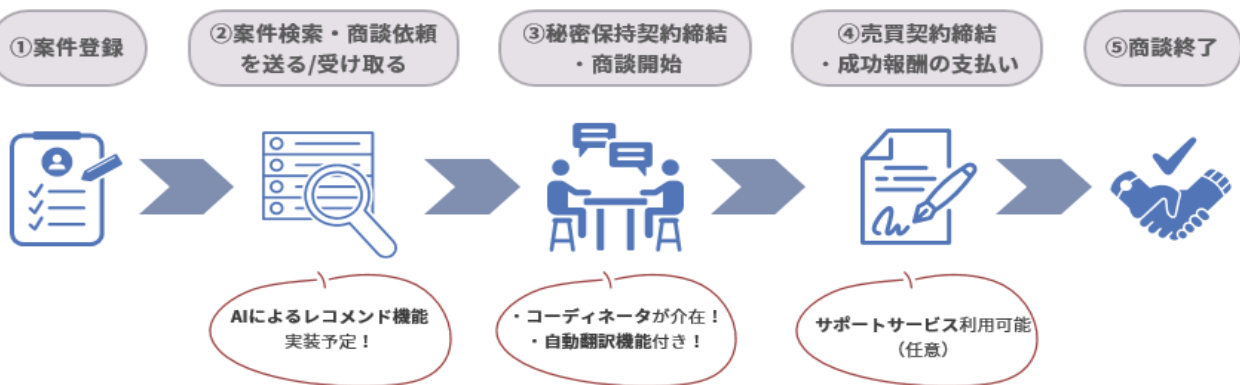 ①案件登録
②案件検索・商談依頼
を送る/受け取る
③秘密保持契約締結
・商談開始
④売買契約締結
・成功報酬の支払い
⑤商談終了
AIによるレコメンド機能
実装予定！
・コーディネータが介在！
・自動翻訳機能付き！
サポートサービス利用可能
（任意）